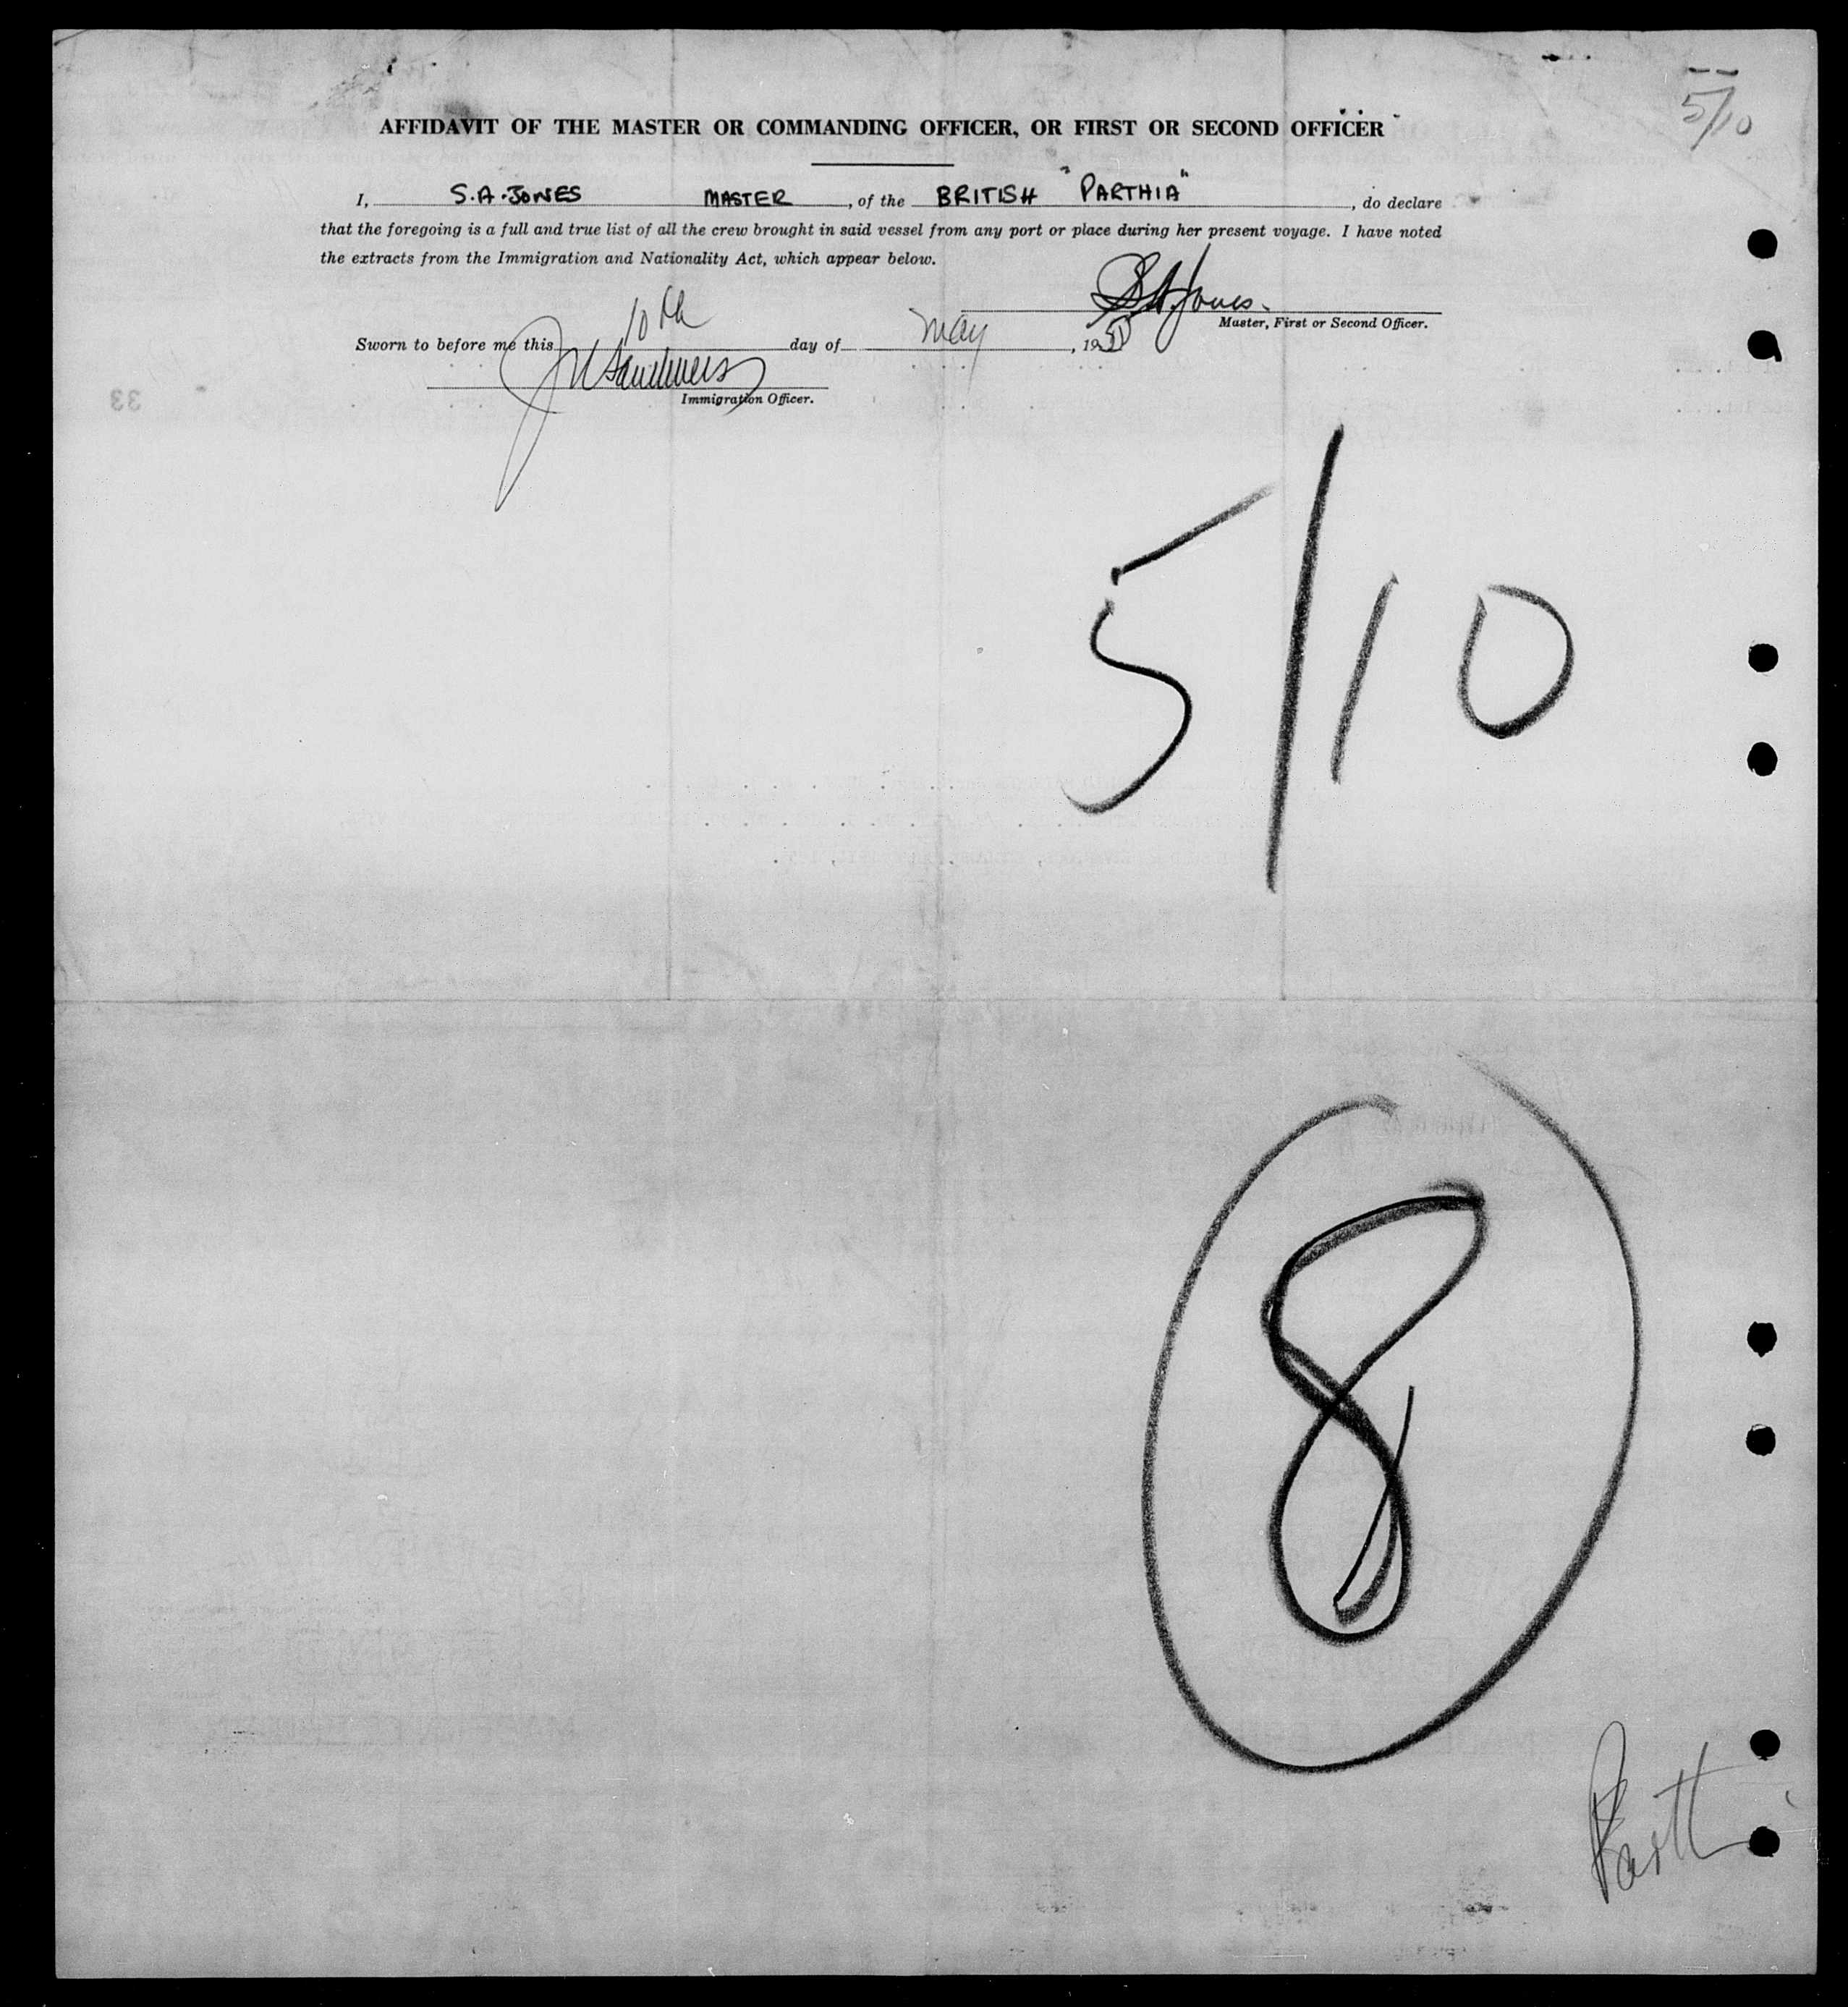 5/10
AFFIDAVIT OF THE MASTER OR COMMANDING OFFICER, OR FIRST OR SECOND OFFICER
I, S.A. JONES MASTER, of the BRITISH "PARTHIA", do declare
that the foregoing is a full and true list of all the crew brought in said vessel from any port or place during her present voyage. I have noted
the extracts from the Immigration and Nationality Act, which appear below.
S A Jones.
Master, First or Second Officer.
Sworn to before me this 10th day of May, 19
Immigration Officer.
33
5/10
8
Parth